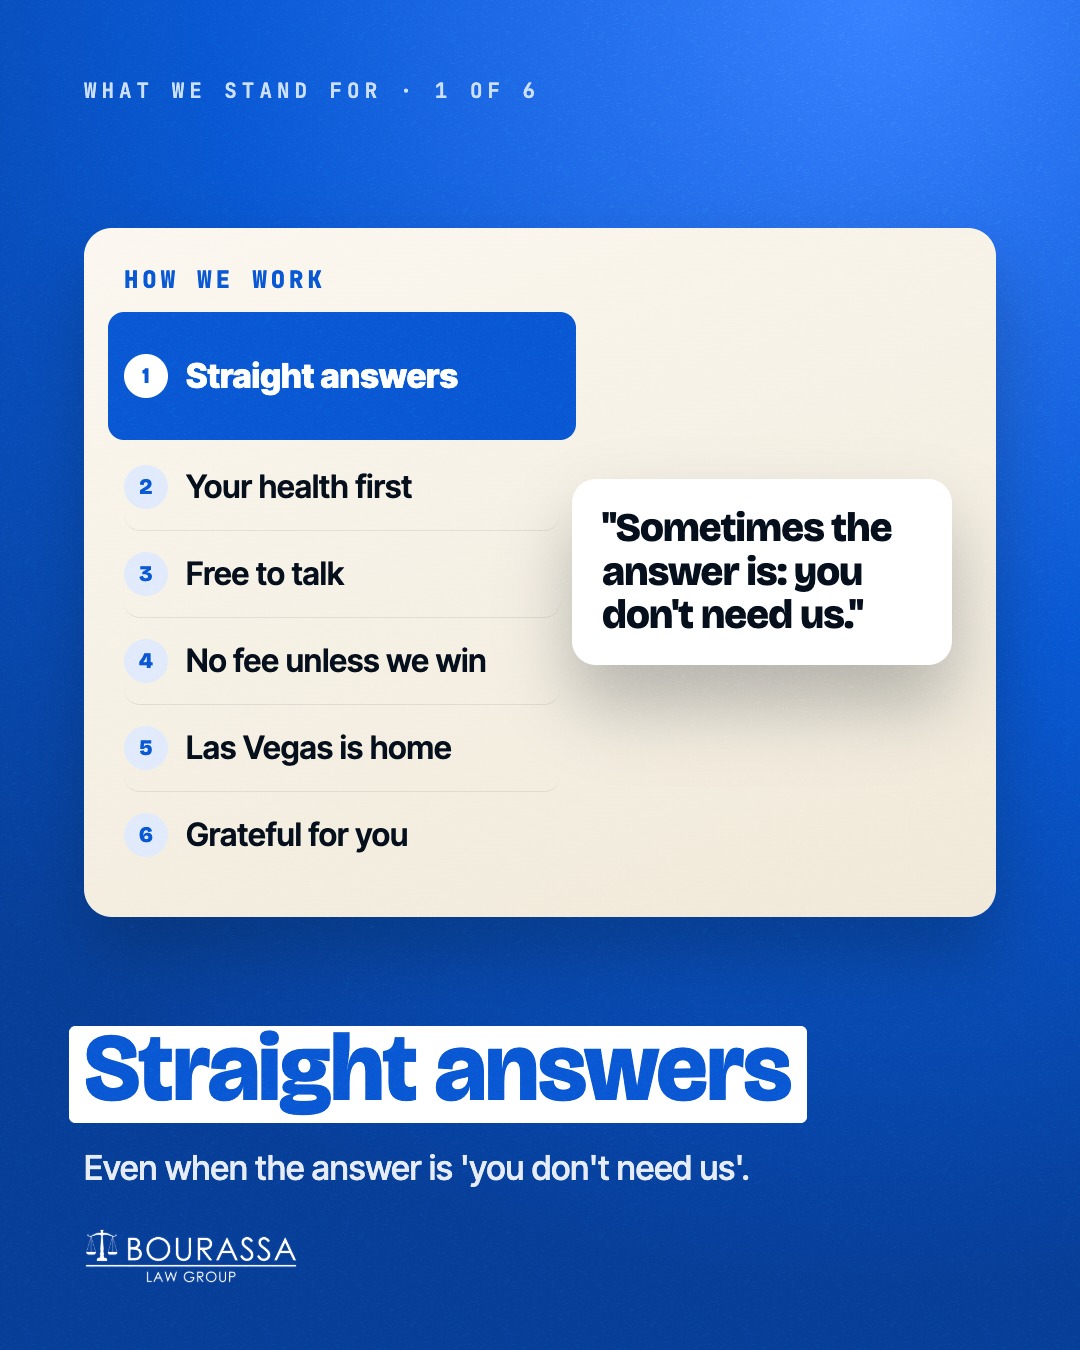 WHAT WE STAND FOR · 1 OF 6
HOW WE WORK
1 Straight answers
2 Your health first
3 Free to talk
4 No fee unless we win
5 Las Vegas is home
6 Grateful for you
"Sometimes the
answer is: you
don't need us."
Straight answers
Even when the answer is 'you don't need us'.
BOURASSA
LAW GROUP